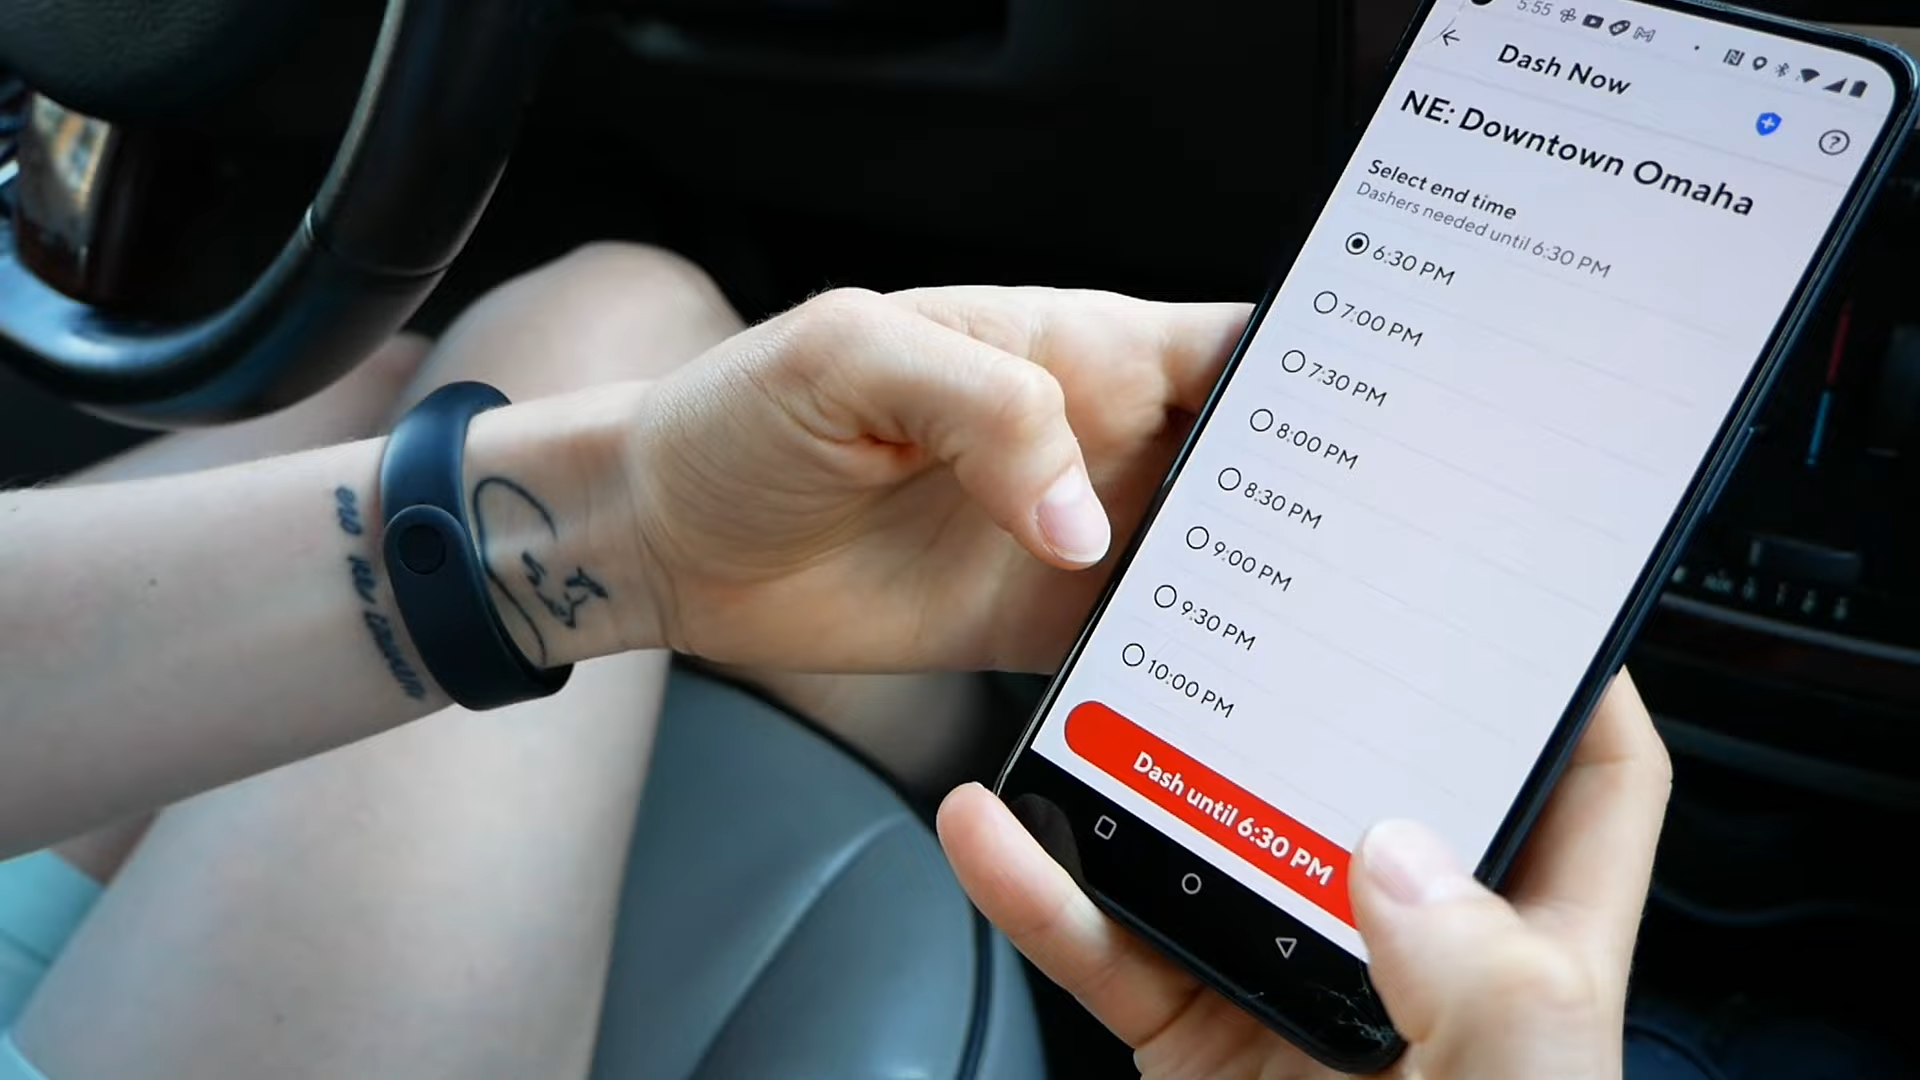 5:55
Dash Now
NE: Downtown Omaha
Select end time
Dashers needed until 6:30 PM
6:30 PM
7:00 PM
7:30 PM
8:00 PM
8:30 PM
9:00 PM
9:30 PM
10:00 PM
Dash until 6:30 PM